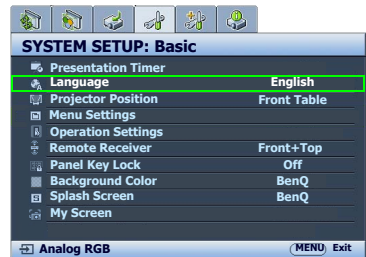 SYSTEM SETUP: Basic
Presentation Timer
Language English
Projector Position Front Table
Menu Settings
Operation Settings
Remote Receiver Front+Top
Panel Key Lock Off
Background Color BenQ
Splash Screen BenQ
My Screen
Analog RGB MENU Exit